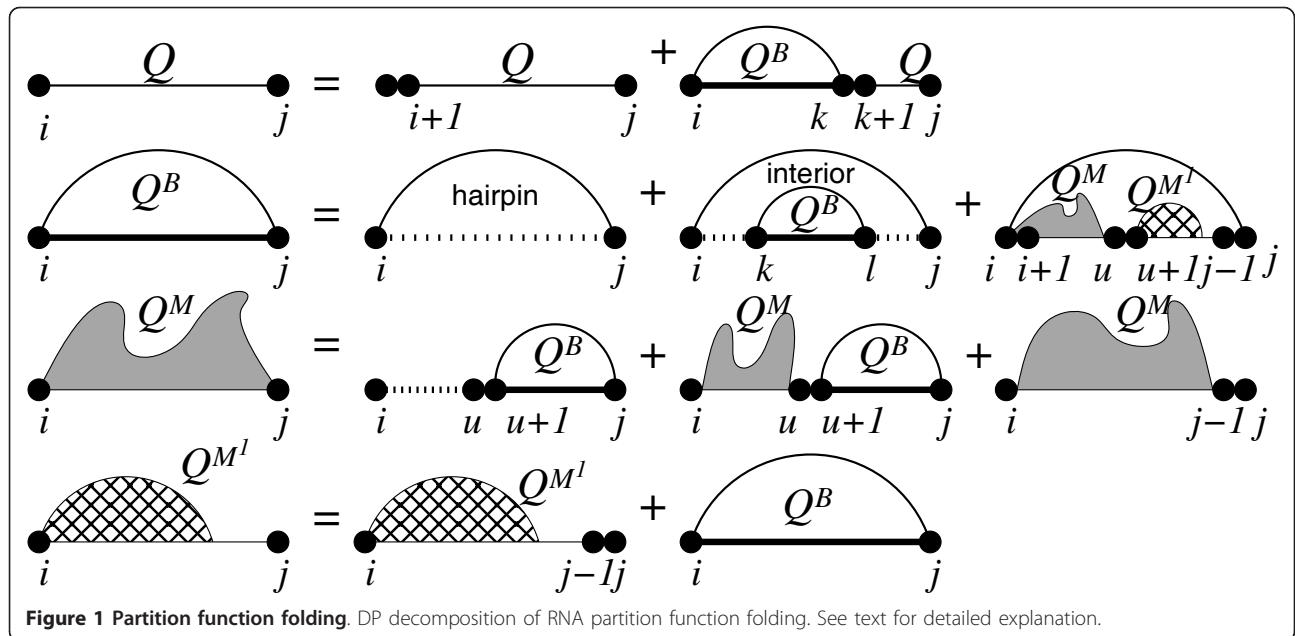 Q = Q + Q^B Q
i j i+1 j i k k+1 j
Q^B = hairpin + interior Q^B + Q^M Q^{M^1}
i j i j i k l j i i+1 u u+1 j−1 j
Q^M = Q^B + Q^M Q^B + Q^M
i j i u u+1 j i u u+1 j i j−1 j
Q^{M^1} = Q^{M^1} + Q^B
i j i j−1 j i j
Figure 1 Partition function folding. DP decomposition of RNA partition function folding. See text for detailed explanation.